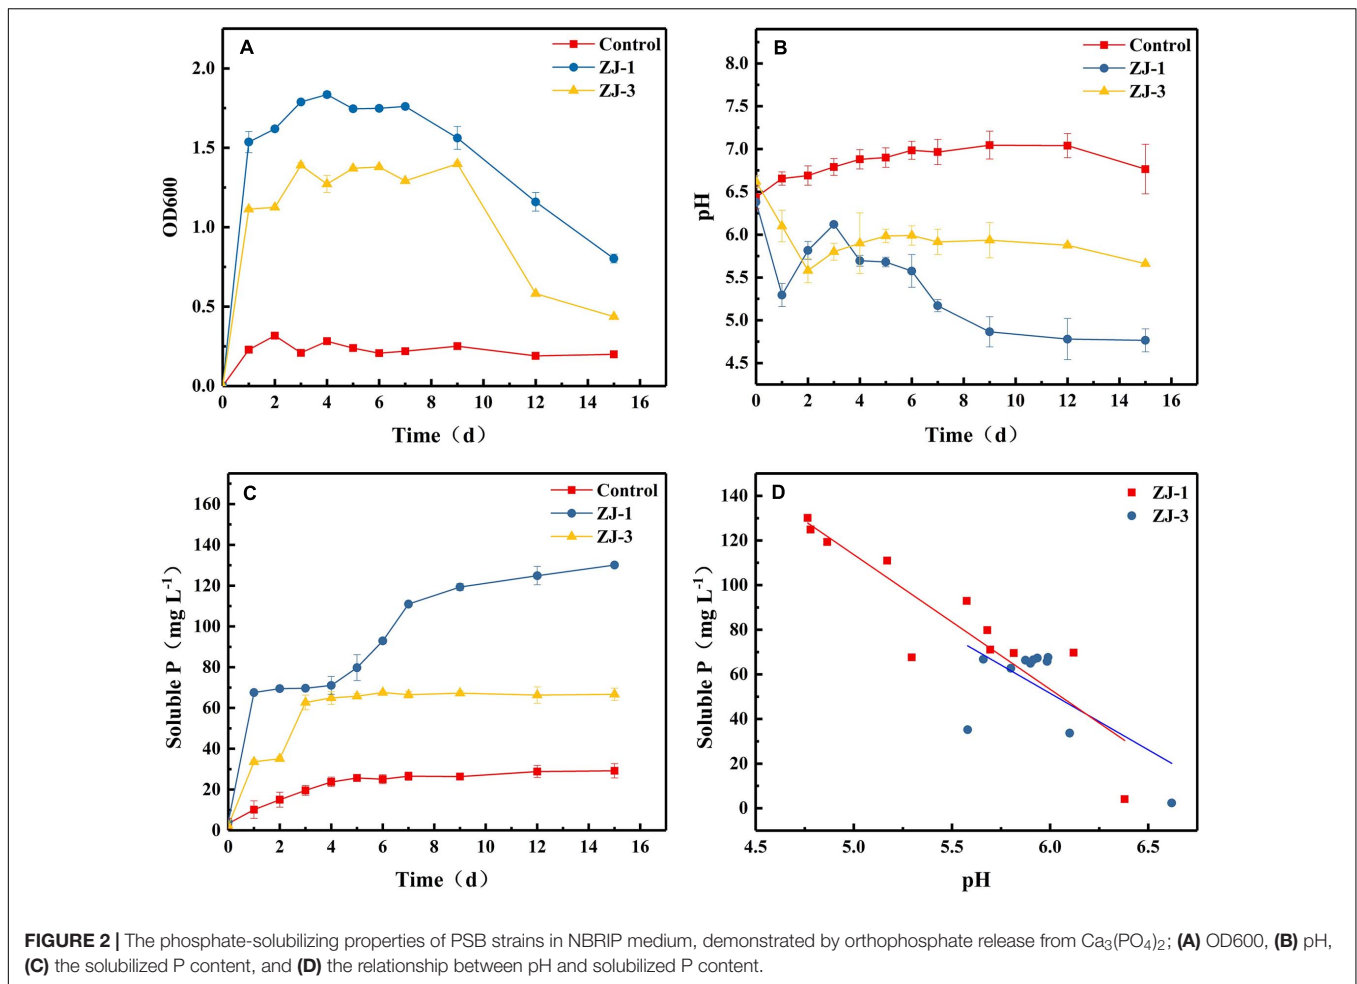 A
Control
ZJ-1
ZJ-3
OD600
2.0
1.5
1.0
0.5
0.0
0 2 4 6 8 10 12 14 16
Time（d）
B
Control
ZJ-1
ZJ-3
pH
8.0
7.5
7.0
6.5
6.0
5.5
5.0
4.5
0 2 4 6 8 10 12 14 16
Time（d）
C
Control
ZJ-1
ZJ-3
Soluble P（mg L⁻¹）
160
140
120
100
80
60
40
20
0
0 2 4 6 8 10 12 14 16
Time（d）
D
ZJ-1
ZJ-3
Soluble P（mg L⁻¹）
140
120
100
80
60
40
20
0
4.5 5.0 5.5 6.0 6.5
pH
FIGURE 2 | The phosphate-solubilizing properties of PSB strains in NBRIP medium, demonstrated by orthophosphate release from Ca₃(PO₄)₂; (A) OD600, (B) pH,
(C) the solubilized P content, and (D) the relationship between pH and solubilized P content.